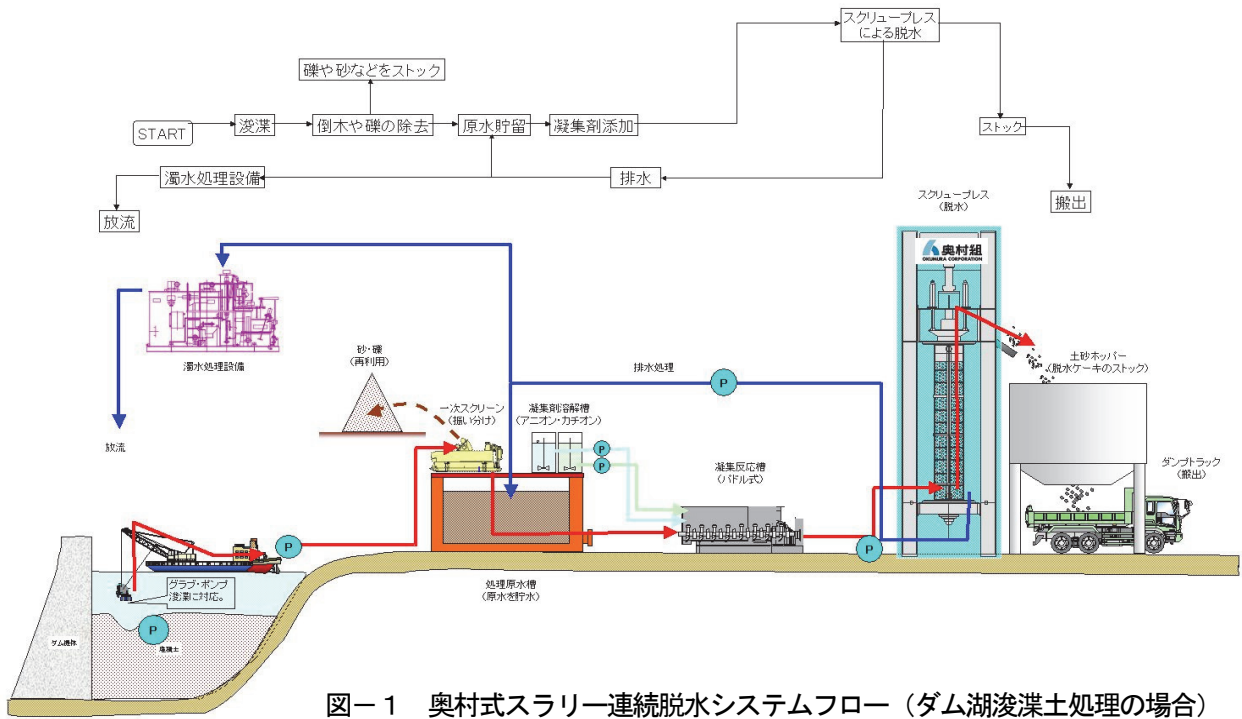 スクリュープレス
による脱水
礫や砂などをストック
START
浚渫
倒木や礫の除去
原水貯留
凝集剤添加
ストック
濁水処理設備
排水
放流
搬出
スクリュープレス
(脱水)
奥村組
OKUMURA CORPORATION
砂・礫
(再利用)
排水処理
P
土砂ホッパー
(脱水ケーキのストック)
濁水処理設備
一次スクリーン
(振い分け)
凝集剤溶解槽
(アニオン・カチオン)
放流
P
P
凝集反応槽
(パドル式)
ダンプトラック
(搬出)
P
P
グラブ・ポンプ
浚渫に対応。
処理原水槽
(原水を貯水)
P
ダム堤体
堆積土
図-1 奥村式スラリー連続脱水システムフロー(ダム湖浚渫土処理の場合)